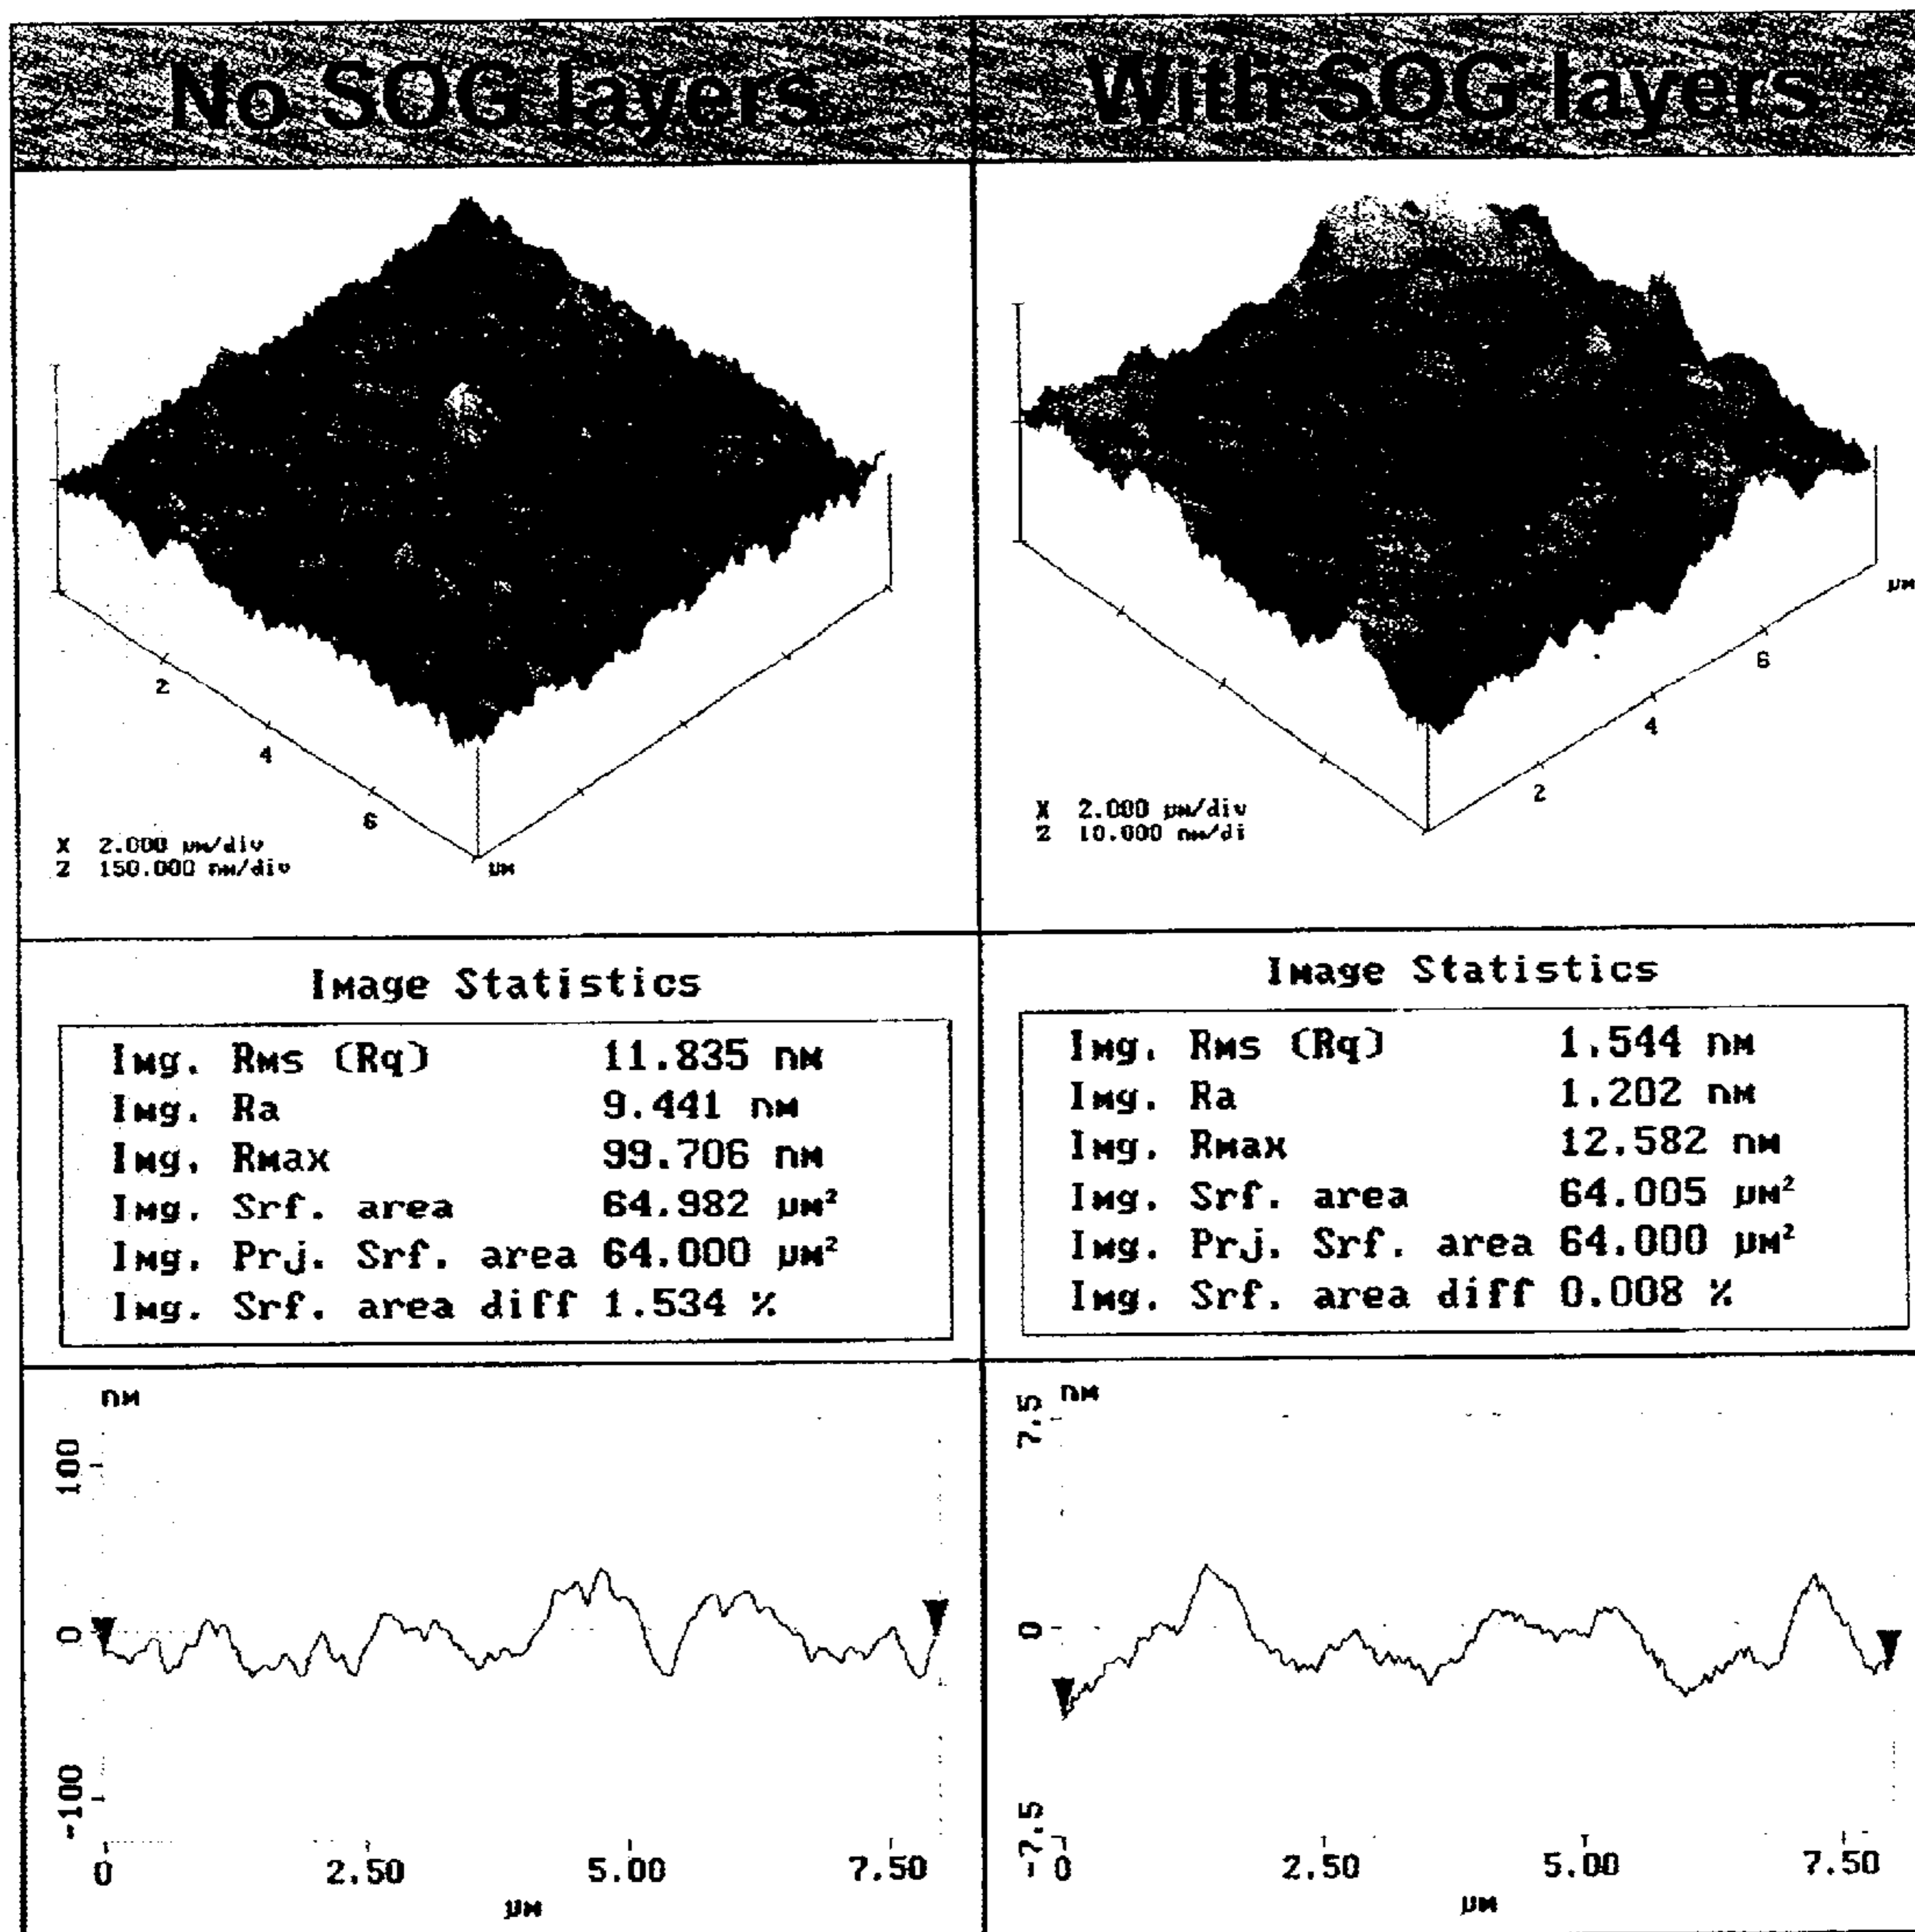 No SOG layers
With SOG layers
2
4
6
µm
X 2.000 µm/div
Z 150.000 nm/div
µm
6
4
2
X 2.000 µm/div
Z 10.000 nm/di
Image Statistics
Img. Rms (Rq) 11.835 nm
Img. Ra 9.441 nm
Img. Rmax 99.706 nm
Img. Srf. area 64.982 µm²
Img. Prj. Srf. area 64.000 µm²
Img. Srf. area diff 1.534 %
Image Statistics
Img. Rms (Rq) 1.544 nm
Img. Ra 1.202 nm
Img. Rmax 12.582 nm
Img. Srf. area 64.005 µm²
Img. Prj. Srf. area 64.000 µm²
Img. Srf. area diff 0.008 %
nm
100
0
-100
0 2.50 5.00 7.50
µm
nm
7.5
0
-7.5
0 2.50 5.00 7.50
µm